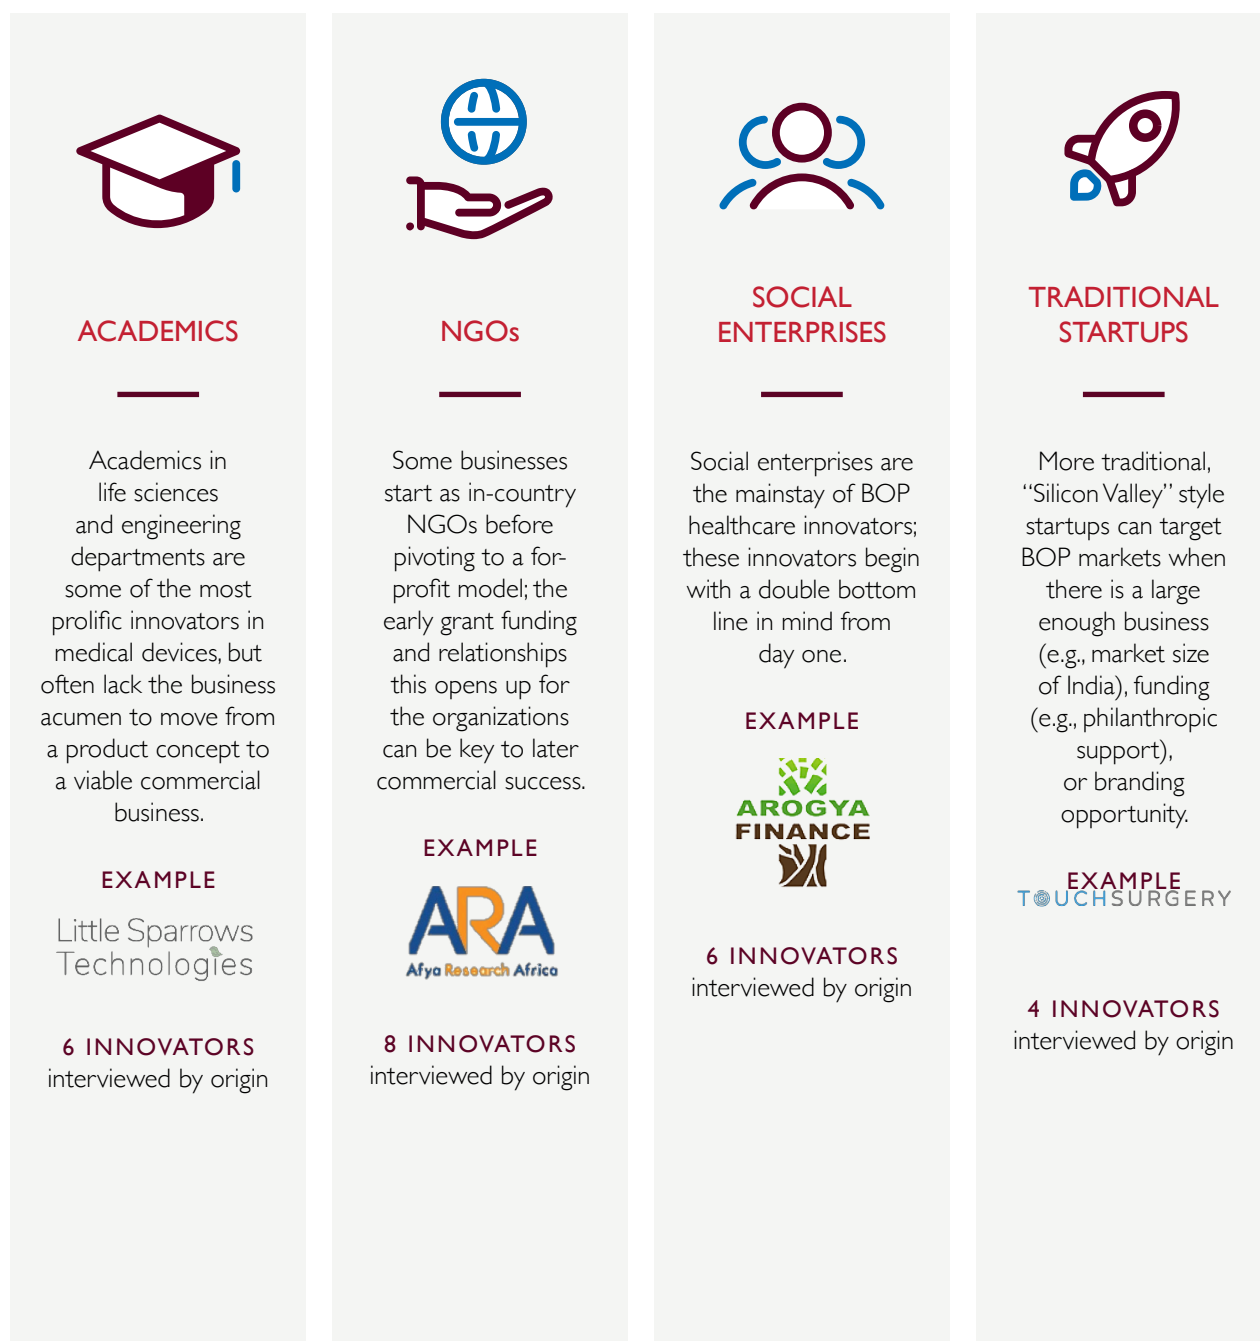 ACADEMICS
Academics in
life sciences
and engineering
departments are
some of the most
prolific innovators in
medical devices, but
often lack the business
acumen to move from
a product concept to
a viable commercial
business.
EXAMPLE
Little Sparrows
Technologies
6 INNOVATORS
interviewed by origin
NGOs
Some businesses
start as in-country
NGOs before
pivoting to a for-
profit model; the
early grant funding
and relationships
this opens up for
the organizations
can be key to later
commercial success.
EXAMPLE
ARA
Afya Research Africa
8 INNOVATORS
interviewed by origin
SOCIAL
ENTERPRISES
Social enterprises are
the mainstay of BOP
healthcare innovators;
these innovators begin
with a double bottom
line in mind from
day one.
EXAMPLE
AROGYA
FINANCE
6 INNOVATORS
interviewed by origin
TRADITIONAL
STARTUPS
More traditional,
“Silicon Valley” style
startups can target
BOP markets when
there is a large
enough business
(e.g., market size
of India), funding
(e.g., philanthropic
support),
or branding
opportunity.
EXAMPLE
TOUCHSURGERY
4 INNOVATORS
interviewed by origin